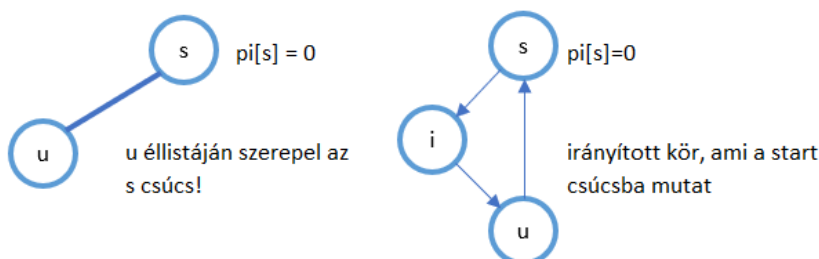 s
pi[s] = 0
u
u éllistáján szerepel az
s csúcs!
s
pi[s]=0
i
irányított kör, ami a start
csúcsba mutat
u